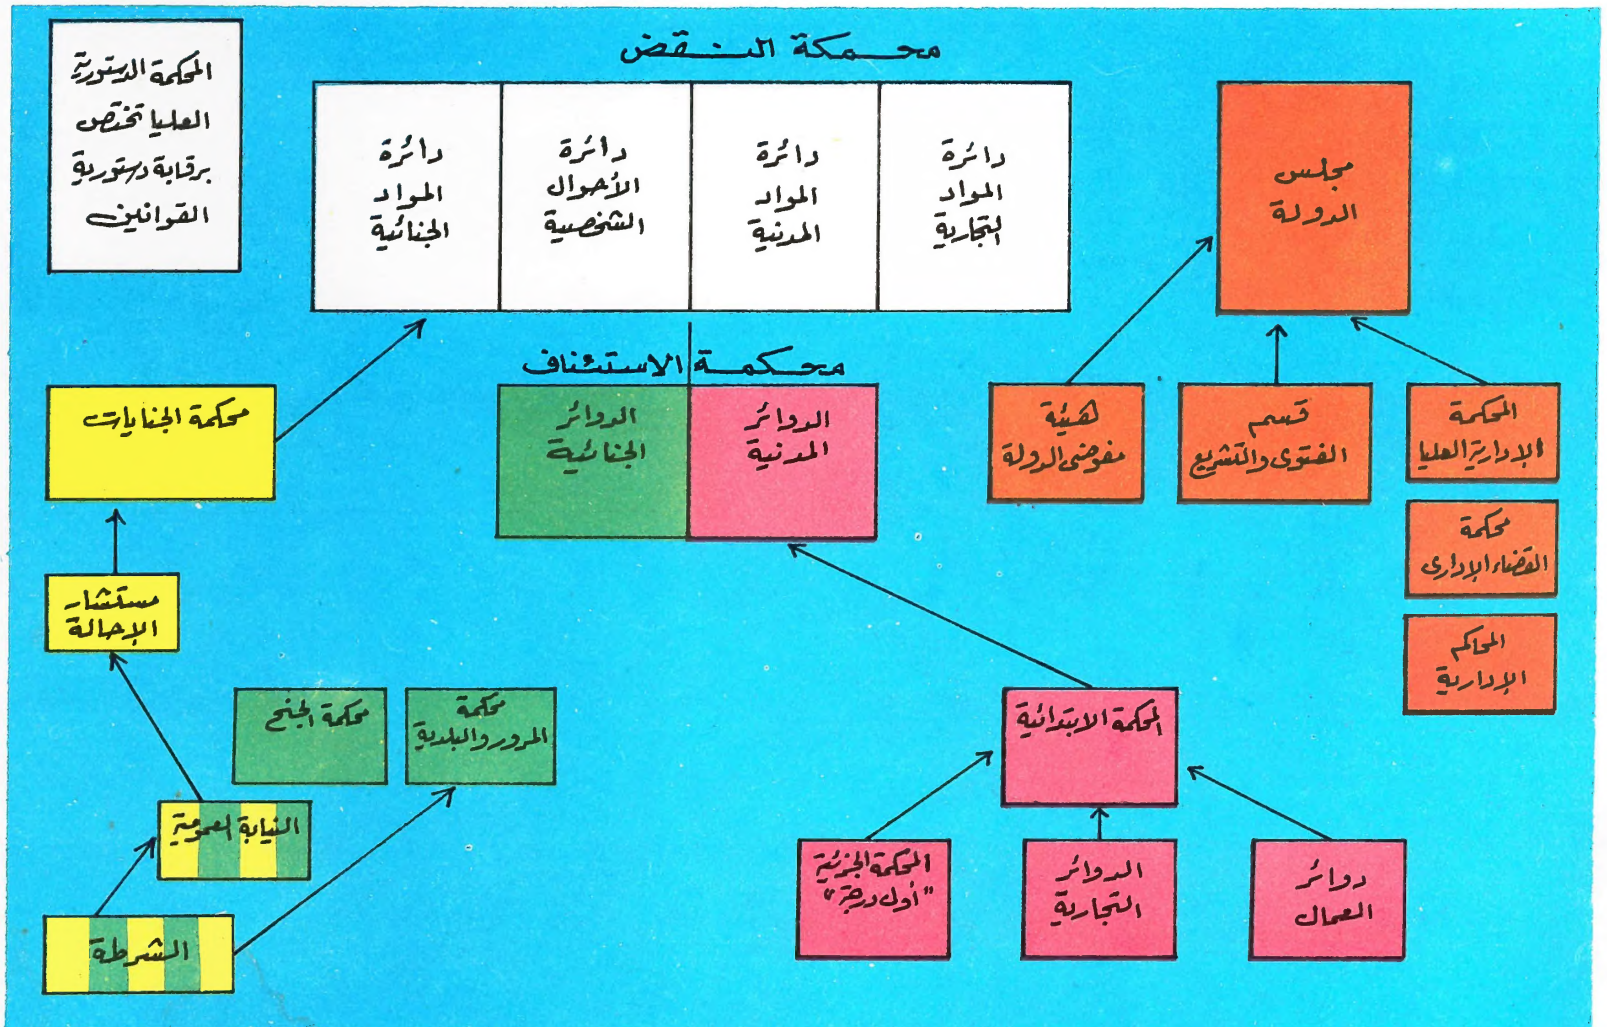 محكمة النقض
المحكمة الدستورية
العليا تختص
برقابة دستورية
القوانين
مجلس
الدولة
دائرة
المواد
التجارية
دائرة
المواد
المدنية
دائرة
الأحوال
الشخصية
دائرة
المواد
الجنائية
محكمة الاستئناف
المحكمة
الإدارية العليا
قسم
الفتوى والتشريع
هيئة
مفوضى الدولة
الدوائر
المدنية
الدوائر
الجنائية
محكمة الجنايات
محكمة
القضاء الإدارى
المحاكم
الإدارية
مستشار
الإحالة
المحكمة الابتدائية
محكمة
المرور والبلدية
محكمة الجنح
النيابة العمومية
دوائر
العمال
الدوائر
التجارية
المحكمة الجزئية
"أول درجة"
الشرطة